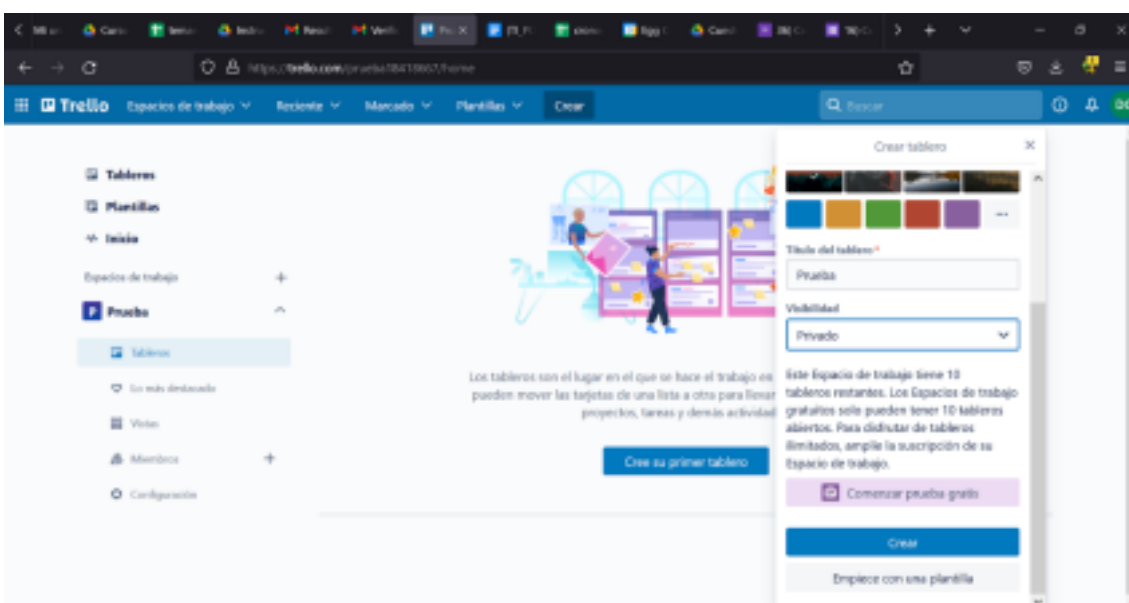 https://trello.com/prueba18418667/home
Trello Espacios de trabajo Reciente Marcado Plantillas Crear Buscar
Crear tablero
Tableros
Plantillas
Inicio
Espacios de trabajo
P Prueba
Tableros
Lo más destacado
Vistas
Miembros
Configuración
Los tableros son el lugar en el que se hace el trabajo en
pueden mover las tarjetas de una lista a otra para llevar
proyectos, tareas y demás actividad
Cree su primer tablero
Título del tablero*
Prueba
Visibilidad
Privado
Este Espacio de trabajo tiene 10
tableros restantes. Los Espacios de trabajo
gratuitos solo pueden tener 10 tableros
abiertos. Para disfrutar de tableros
ilimitados, amplíe la suscripción de su
Espacio de trabajo.
Comenzar prueba gratis
Crear
Empiece con una plantilla